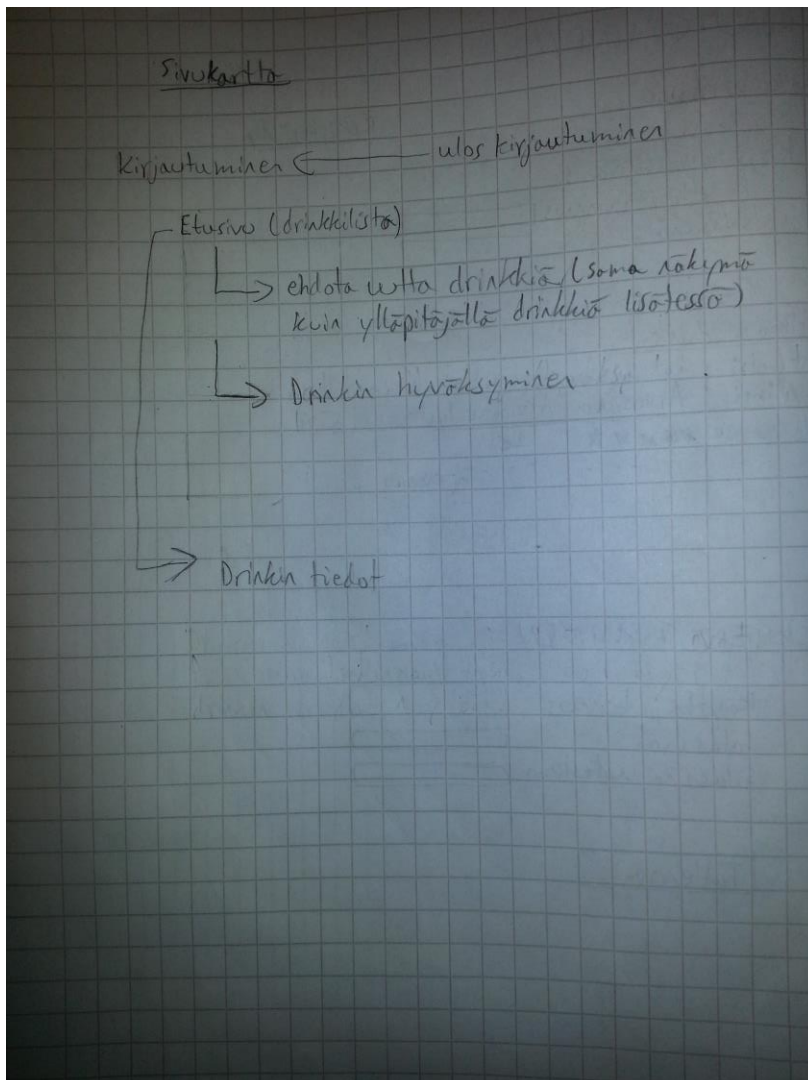 Sivukartta
Kirjautuminen ← ulos kirjautuminen
Etusivu (drinkkilista)
ehdota uutta drinkkiä (sama näkymä
kuin ylläpitäjällä drinkkiä lisätessä)
Drinkin hyväksyminen
Drinkin tiedot